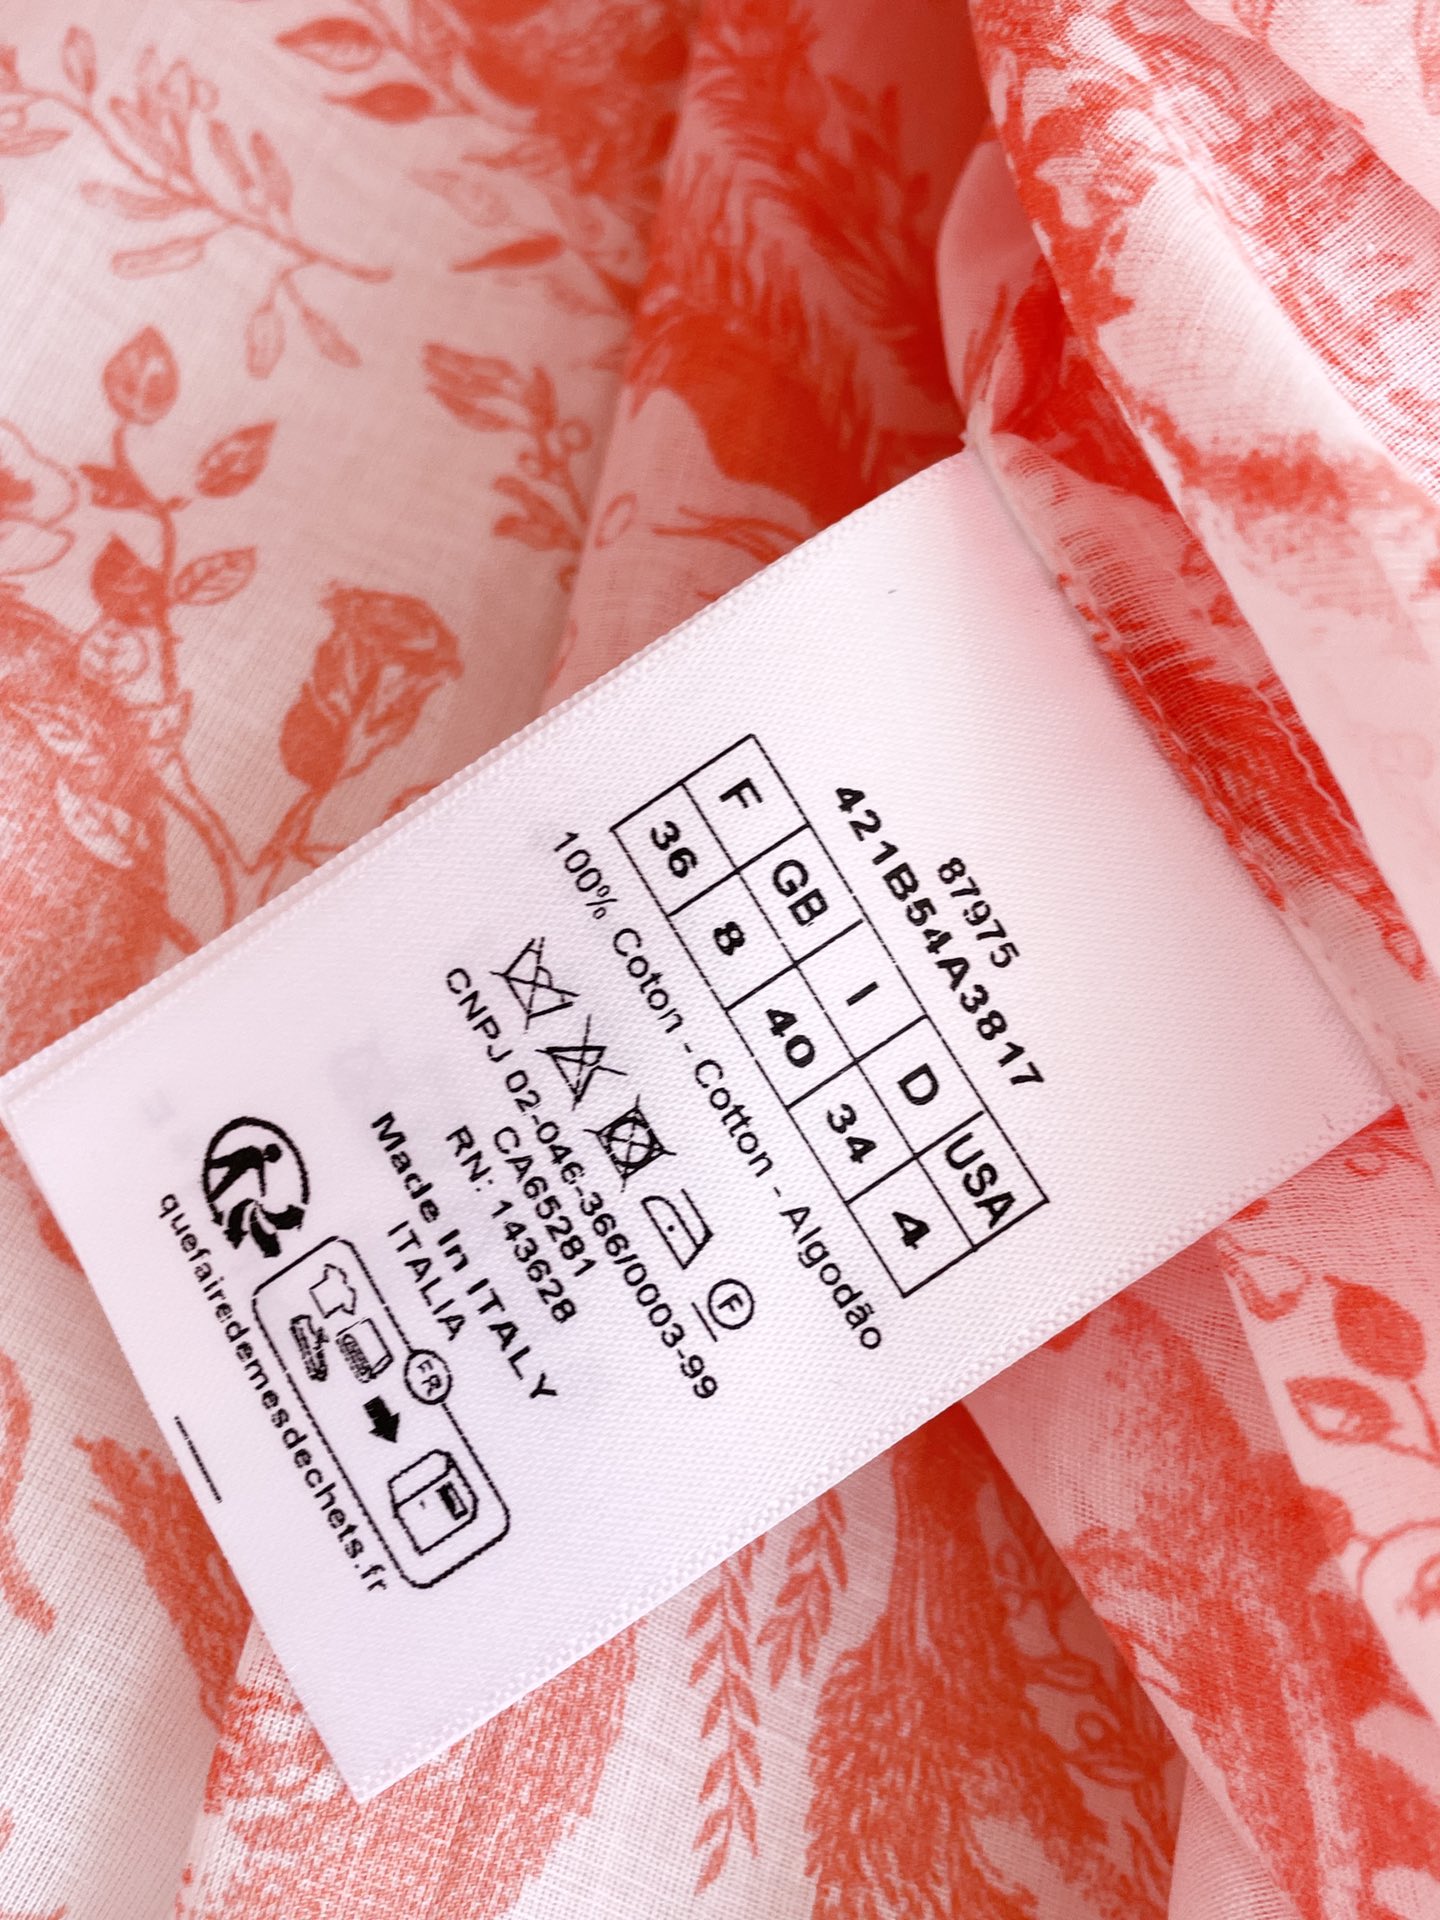 87975
421B54A3817
F GB I D USA
36 8 40 34 4
100% Coton - Cotton - Algodão
F
CNPJ 02-046-366/0003-99
CA65281
RN: 143628
Made In ITALY
ITALIA
FR
quefairedemesdechets.fr